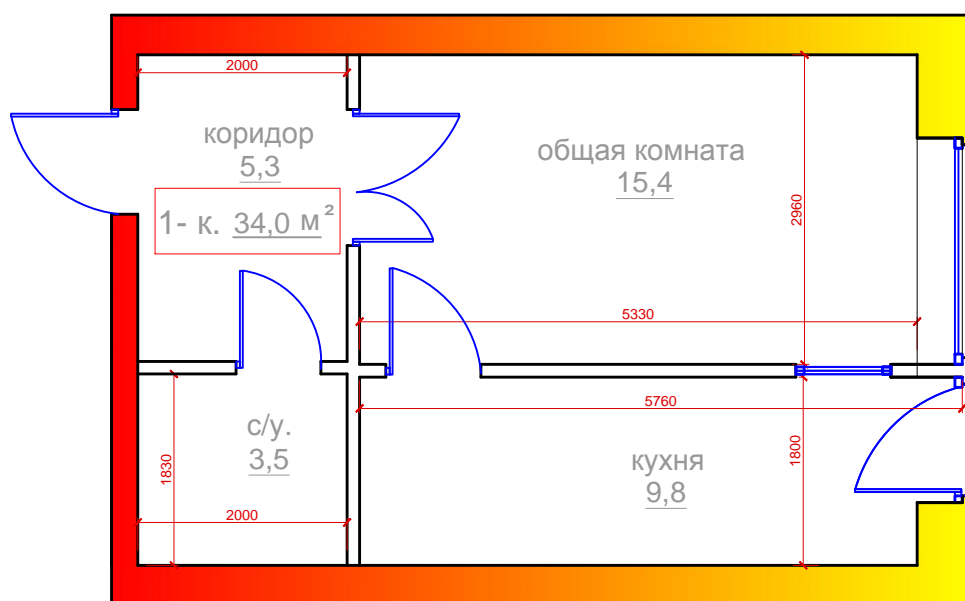 2000
коридор
5,3
1- к. 34,0 м²
общая комната
15,4
2960
5330
5760
с/у.
3,5
1830
2000
кухня
9,8
1800